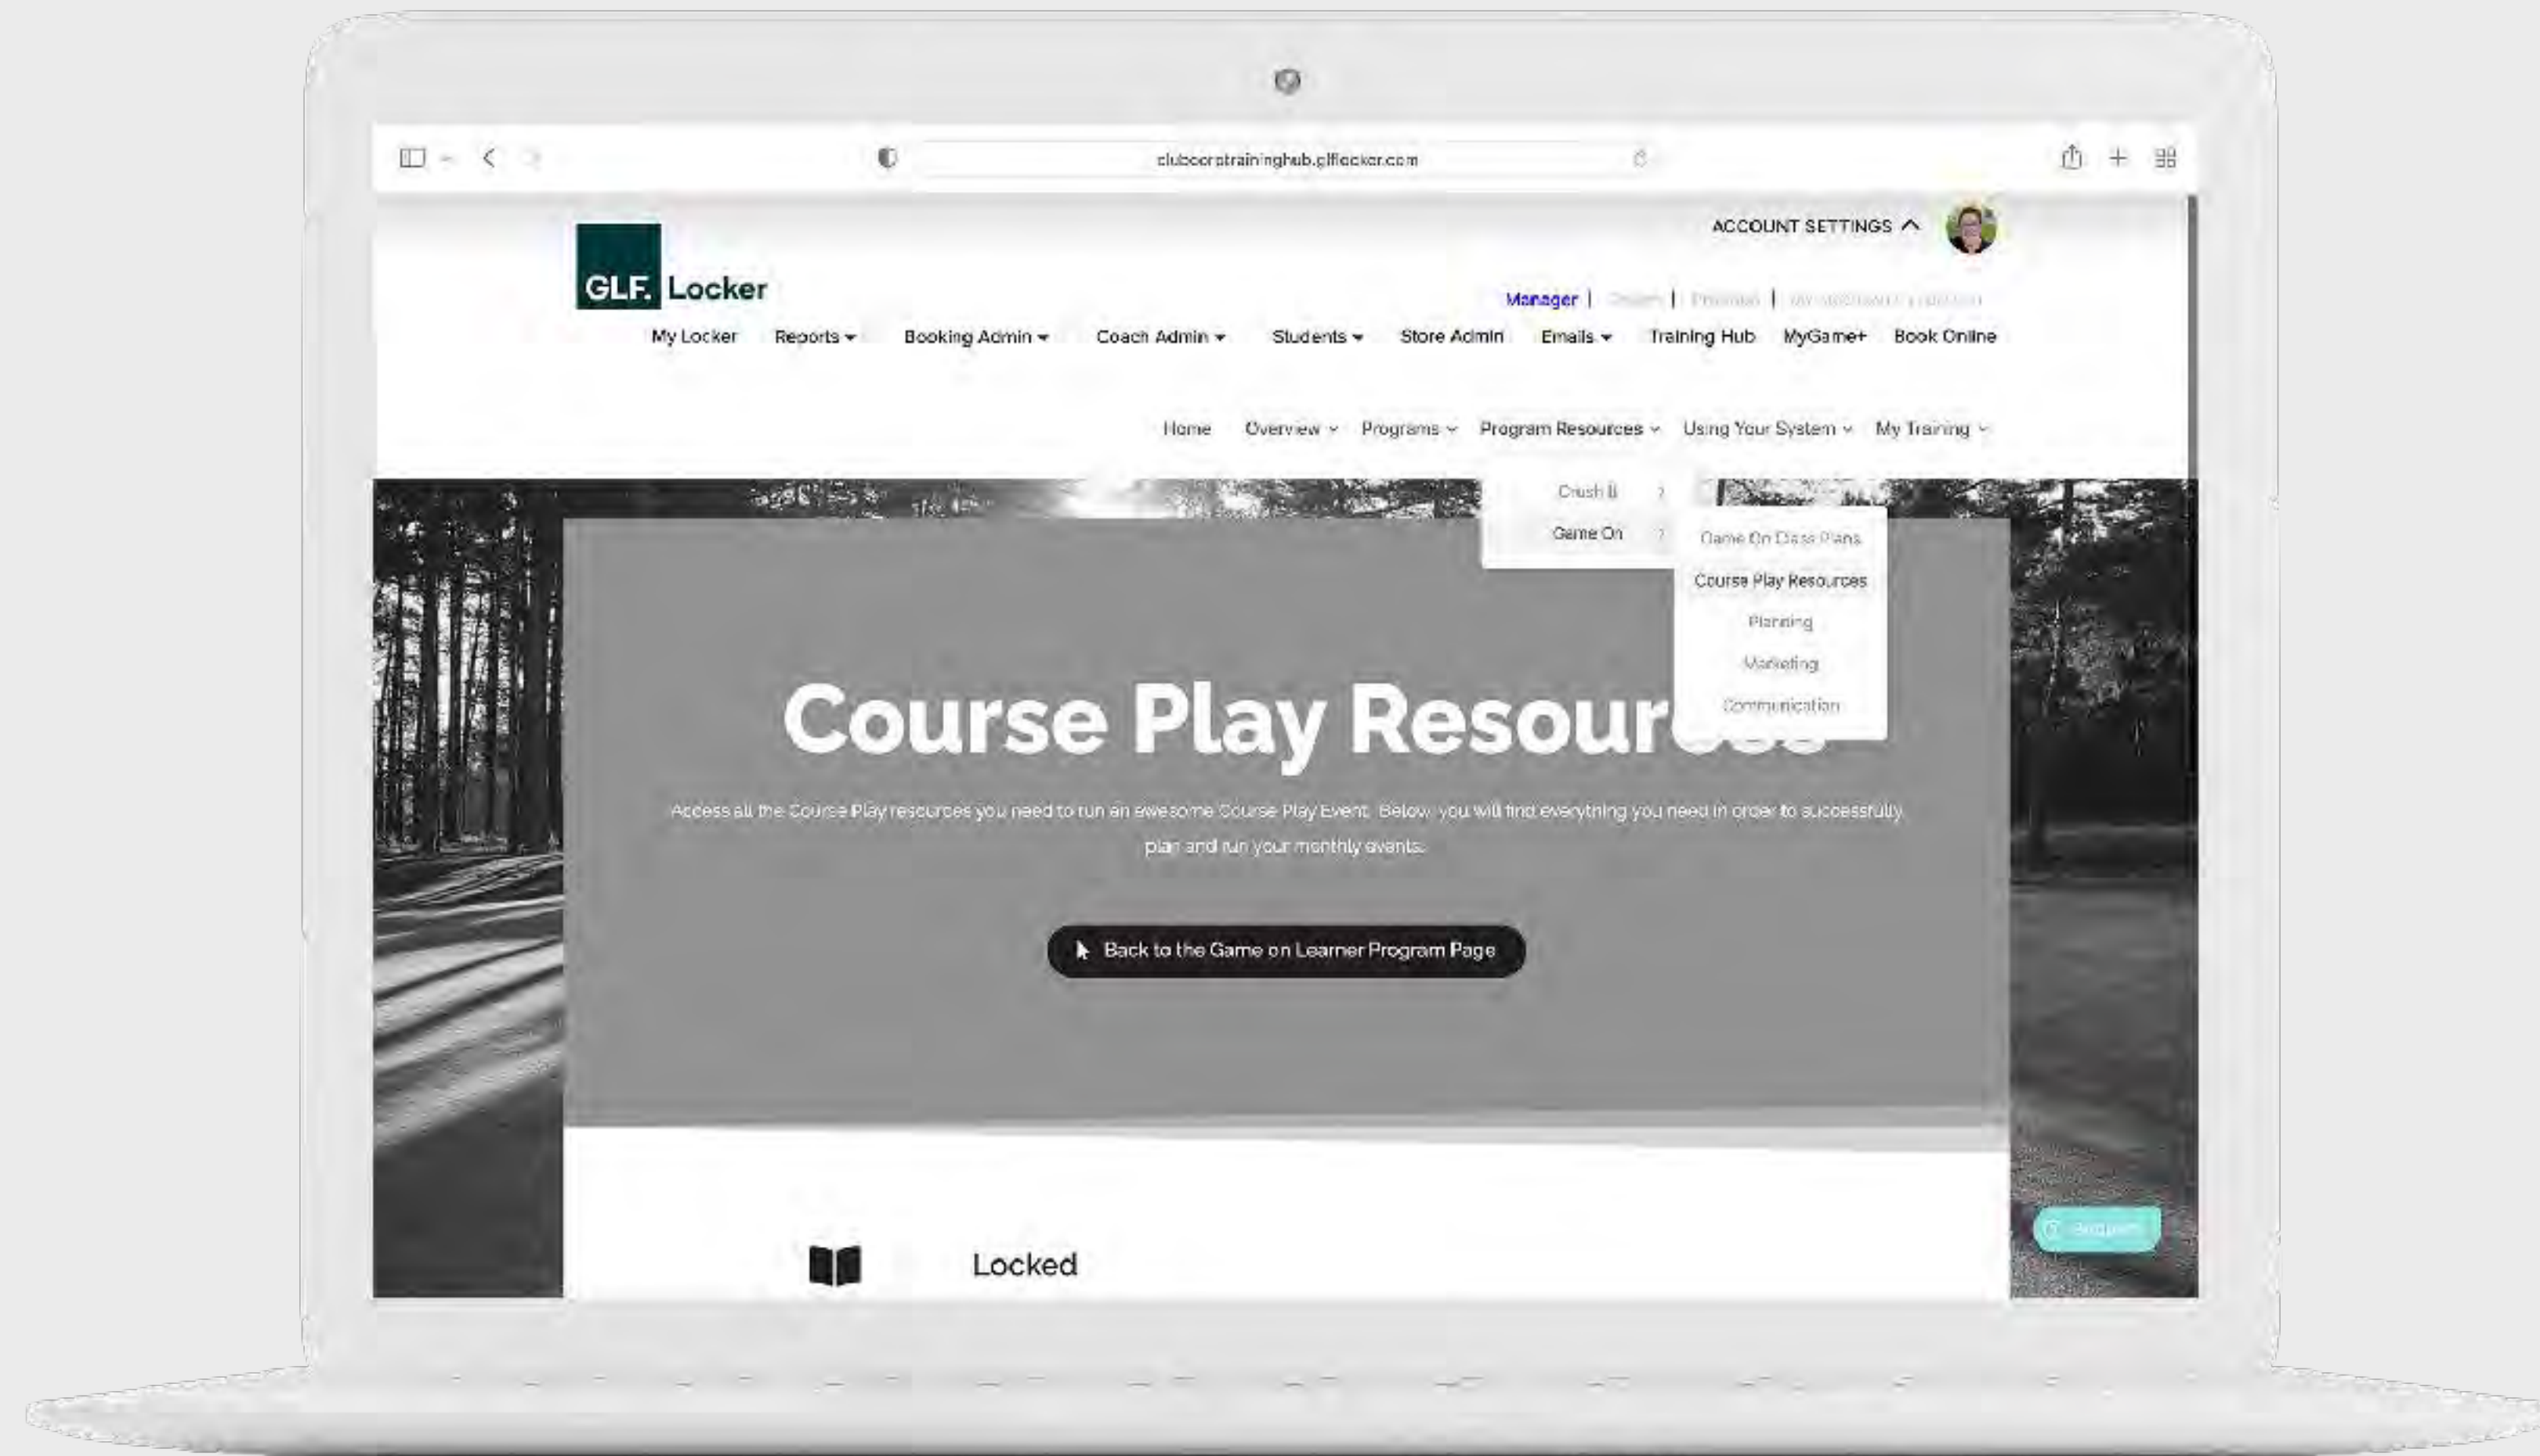 clubcorptraininghub.glflocker.com
ACCOUNT SETTINGS
GLF. Locker
Manager |
My Locker Reports Booking Admin Coach Admin Students Store Admin Emails Training Hub MyGame+ Book Online
Home Overview Programs Program Resources Using Your System My Training
Crush It
Game On
Game On Class Plans
Course Play Resources
Planning
Marketing
Communication
Course Play Resources
Access all the Course Play resources you need to run an awesome Course Play Event. Below, you will find everything you need in order to successfully
plan and run your monthly events.
Back to the Game on Learner Program Page
Locked